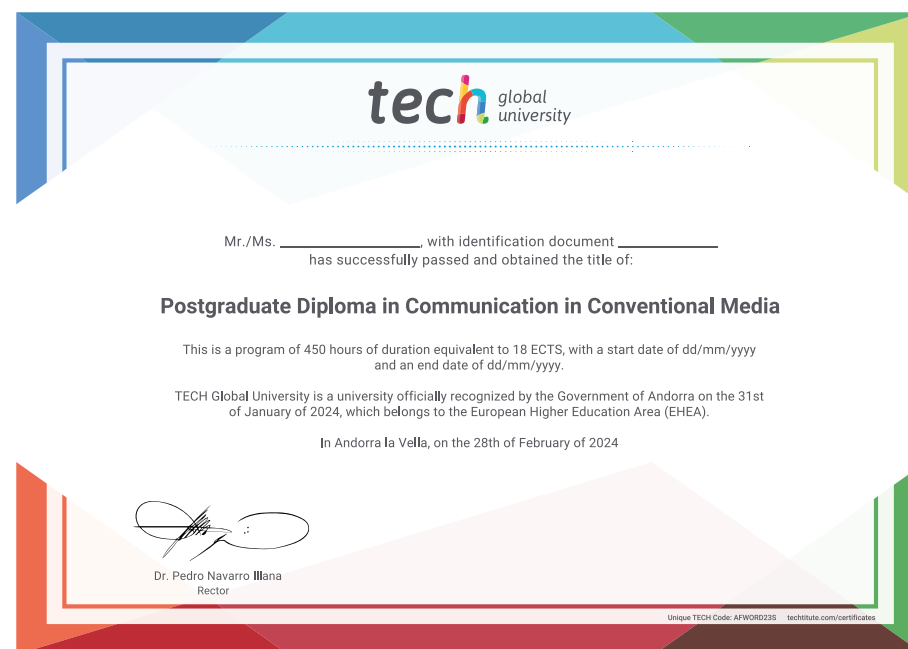 tech global university
Mr./Ms. ____________, with identification document ____________
has successfully passed and obtained the title of:
Postgraduate Diploma in Communication in Conventional Media
This is a program of 450 hours of duration equivalent to 18 ECTS, with a start date of dd/mm/yyyy
and an end date of dd/mm/yyyy.
TECH Global University is a university officially recognized by the Government of Andorra on the 31st
of January of 2024, which belongs to the European Higher Education Area (EHEA).
In Andorra la Vella, on the 28th of February of 2024
Dr. Pedro Navarro Illana
Rector
Unique TECH Code: AFWORD23S techtitute.com/certificates